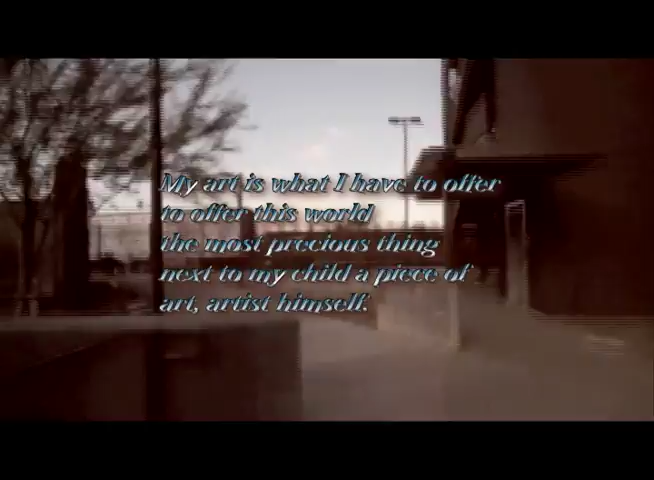 My art is what I have to offer
to offer this world
the most precious thing
next to my child a piece of
art, artist himself.